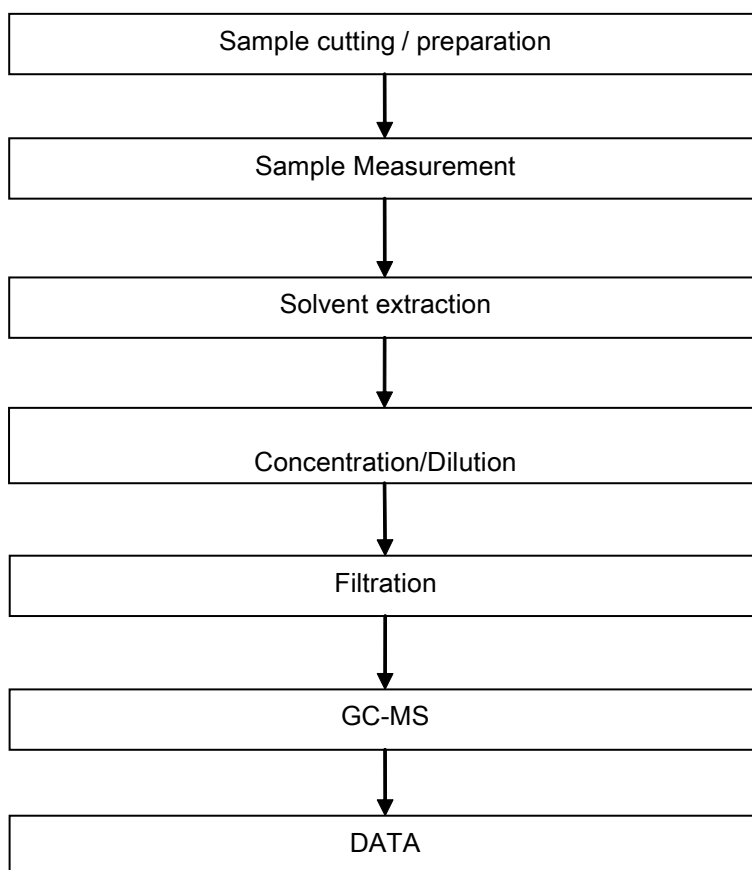 Sample cutting / preparation
Sample Measurement
Solvent extraction
Concentration/Dilution
Filtration
GC-MS
DATA